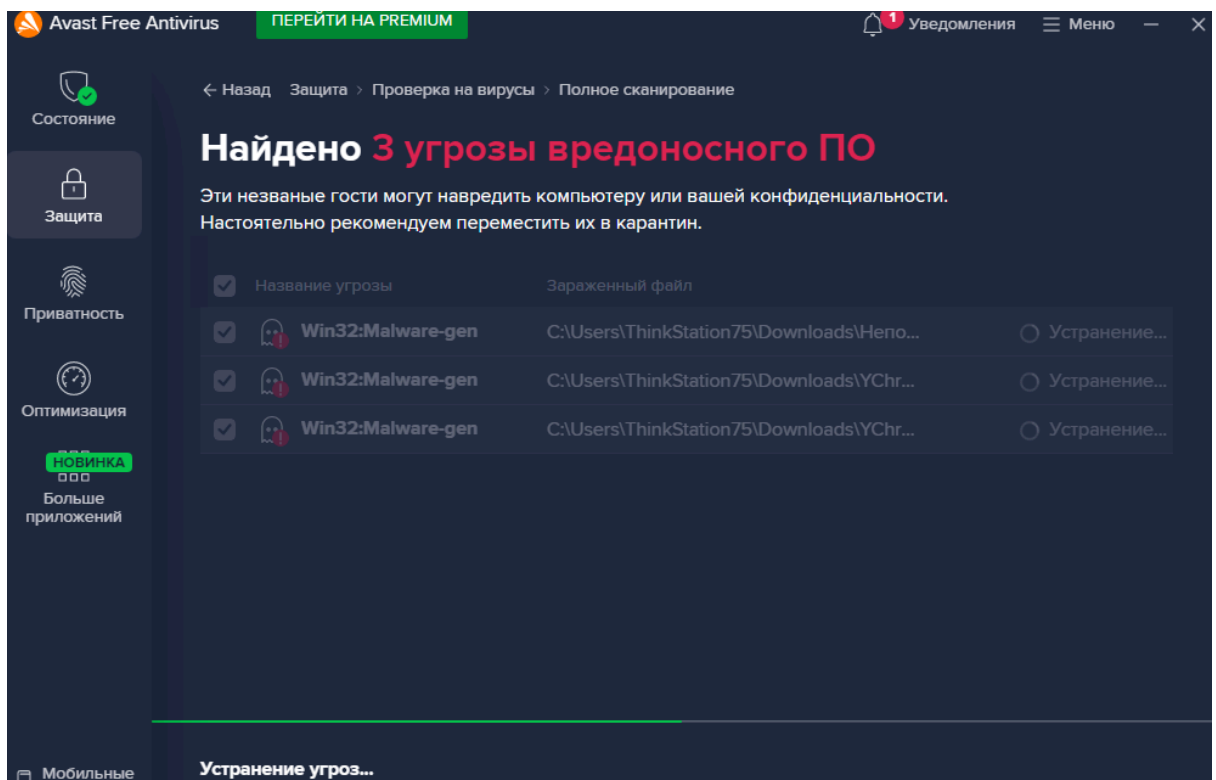 Avast Free Antivirus
ПЕРЕЙТИ НА PREMIUM
1
Уведомления
Меню
Состояние
Защита
Приватность
Оптимизация
НОВИНКА
Больше
приложений
Мобильные
← Назад Защита > Проверка на вирусы > Полное сканирование
Найдено 3 угрозы вредоносного ПО
Эти незваные гости могут навредить компьютеру или вашей конфиденциальности.
Настоятельно рекомендуем переместить их в карантин.
Название угрозы Зараженный файл
Win32:Malware-gen C:\Users\ThinkStation75\Downloads\Непо... Устранение...
Win32:Malware-gen C:\Users\ThinkStation75\Downloads\YChr... Устранение...
Win32:Malware-gen C:\Users\ThinkStation75\Downloads\YChr... Устранение...
Устранение угроз...